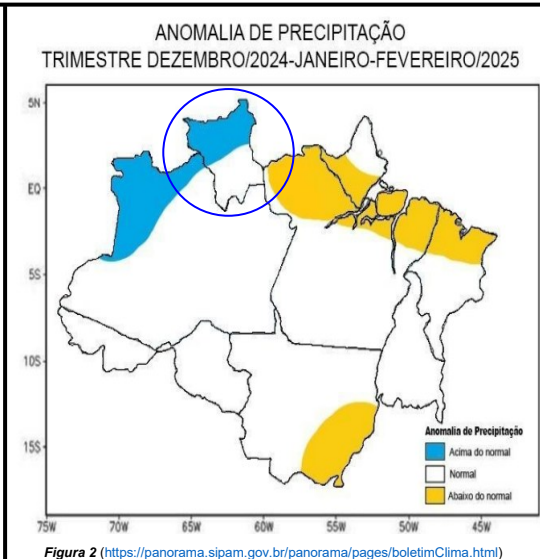 ANOMALIA DE PRECIPITAÇÃO
TRIMESTRE DEZEMBRO/2024-JANEIRO-FEVEREIRO/2025
5N
EQ
5S
10S
15S
Anomalia de Precipitação
Acima do normal
Normal
Abaixo do normal
75W 70W 65W 60W 55W 50W 45W
Figura 2 (https://panorama.sipam.gov.br/panorama/pages/boletimClima.html)